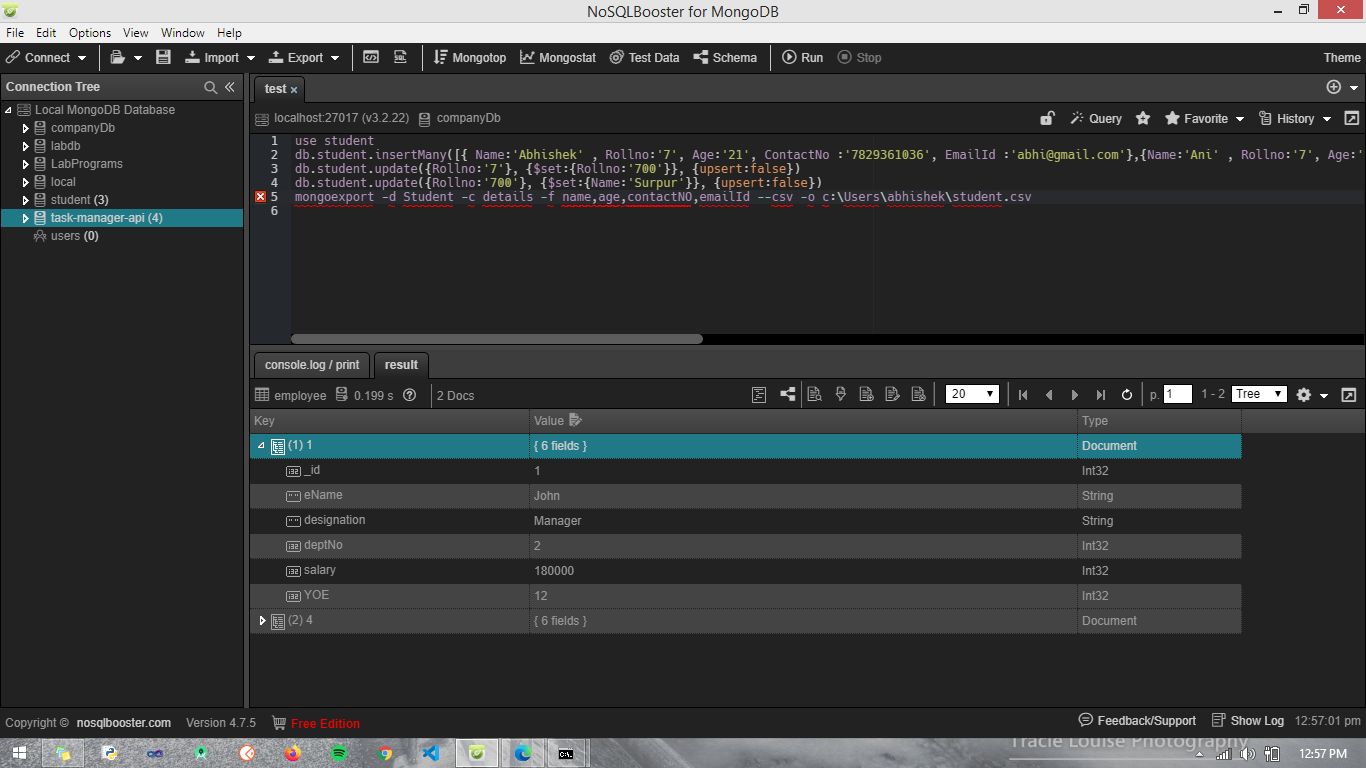 NoSQLBooster for MongoDB
File Edit Options View Window Help
Connect Import Export Mongotop Mongostat Test Data Schema Run Stop Theme
Connection Tree
Local MongoDB Database
companyDb
labdb
LabPrograms
local
student (3)
task-manager-api (4)
users (0)
test ×
localhost:27017 (v3.2.22) companyDb Query Favorite History
1 use student
2 db.student.insertMany([{ Name:'Abhishek' , Rollno:'7', Age:'21', ContactNo :'7829361036', EmailId :'abhi@gmail.com'},{Name:'Ani' , Rollno:'7', Age:'
3 db.student.update({Rollno:'7'}, {$set:{Rollno:'700'}}, {upsert:false})
4 db.student.update({Rollno:'700'}, {$set:{Name:'Surpur'}}, {upsert:false})
5 mongoexport -d Student -c details -f name,age,contactNO,emailId --csv -o c:\Users\abhishek\student.csv
6
console.log / print result
employee 0.199 s 2 Docs 20 p. 1 1 - 2 Tree
Key Value Type
(1) 1 { 6 fields } Document
_id 1 Int32
eName John String
designation Manager String
deptNo 2 Int32
salary 180000 Int32
YOE 12 Int32
(2) 4 { 6 fields } Document
Copyright © nosqlbooster.com Version 4.7.5 Free Edition Feedback/Support Show Log 12:57:01 pm
Tracie Louise Photography
12:57 PM